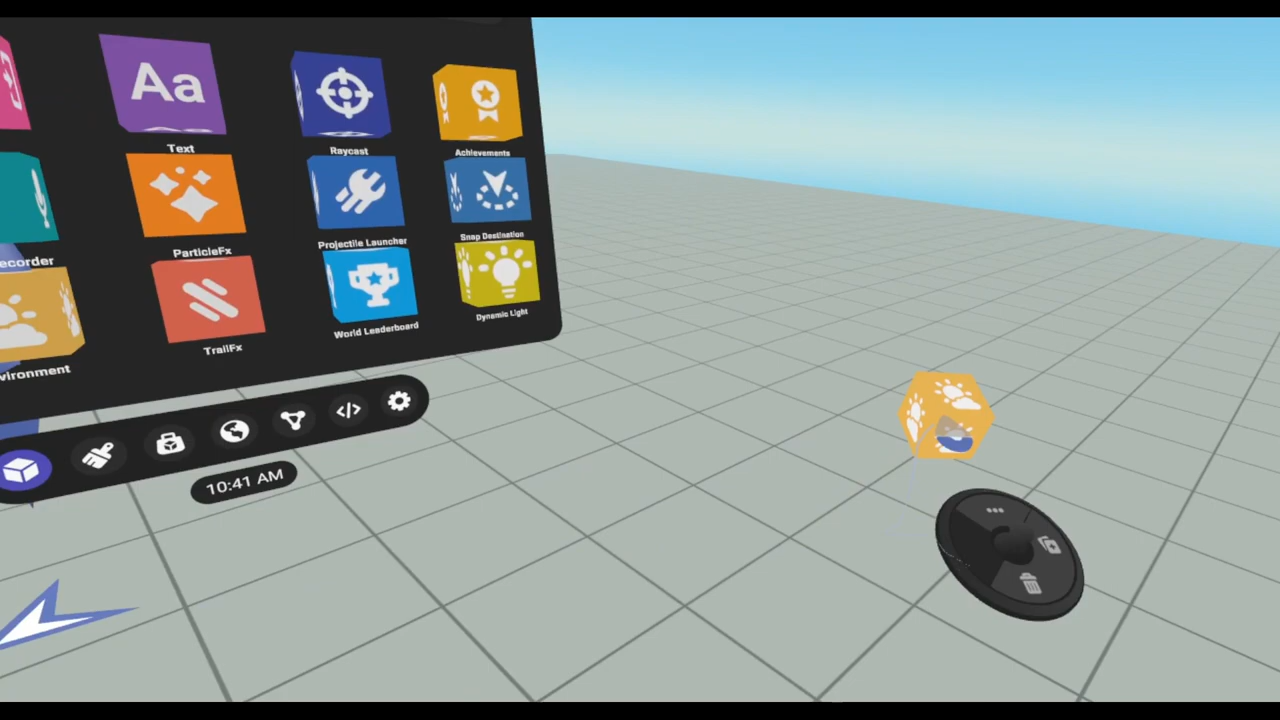 Aa
Text
Raycast
Achievements
ecorder
ParticleFx
Projectile Launcher
Snap Destination
vironment
TrailFx
World Leaderboard
Dynamic Light
10:41 AM